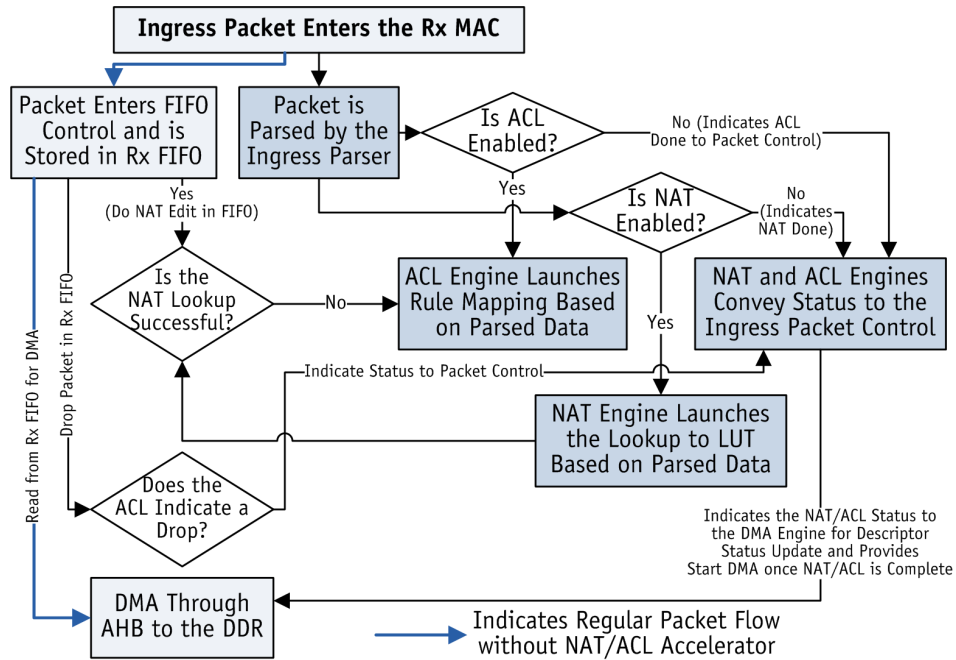 Ingress Packet Enters the Rx MAC
Packet Enters FIFO
Control and is
Stored in Rx FIFO
Packet is
Parsed by the
Ingress Parser
Is ACL
Enabled?
No (Indicates ACL
Done to Packet Control)
Yes
Yes
(Do NAT Edit in FIFO)
Is NAT
Enabled?
No
(Indicates
NAT Done)
Is the
NAT Lookup
Successful?
No
ACL Engine Launches
Rule Mapping Based
on Parsed Data
NAT and ACL Engines
Convey Status to the
Ingress Packet Control
Yes
Read from Rx FIFO for DMA
Drop Packet in Rx FIFO
Indicate Status to Packet Control
NAT Engine Launches
the Lookup to LUT
Based on Parsed Data
Does the
ACL Indicate a
Drop?
Indicates the NAT/ACL Status to
the DMA Engine for Descriptor
Status Update and Provides
Start DMA once NAT/ACL is Complete
DMA Through
AHB to the DDR
Indicates Regular Packet Flow
without NAT/ACL Accelerator